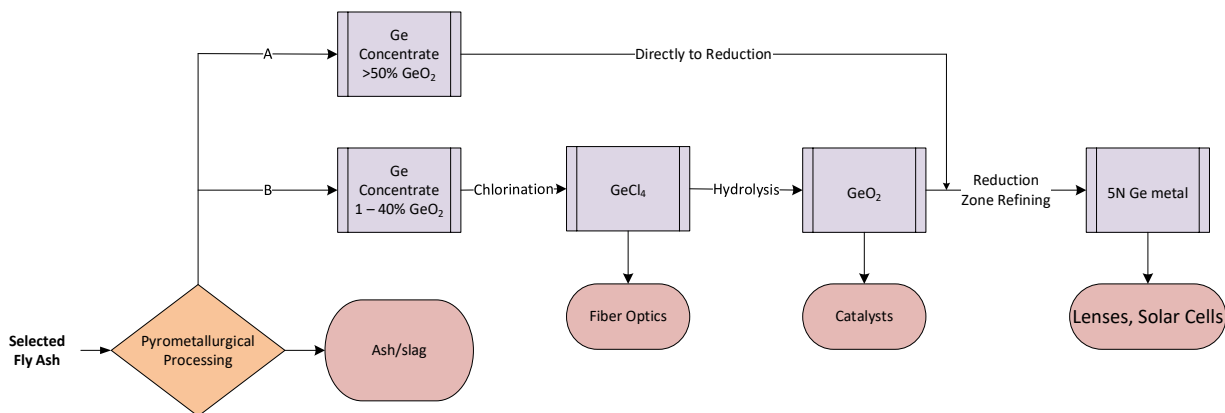 A
Ge
Concentrate
>50% GeO₂
Directly to Reduction
B
Ge
Concentrate
1 – 40% GeO₂
Chlorination
GeCl₄
Hydrolysis
GeO₂
Reduction
Zone Refining
5N Ge metal
Selected
Fly Ash
Pyrometallurgical
Processing
Ash/slag
Fiber Optics
Catalysts
Lenses, Solar Cells